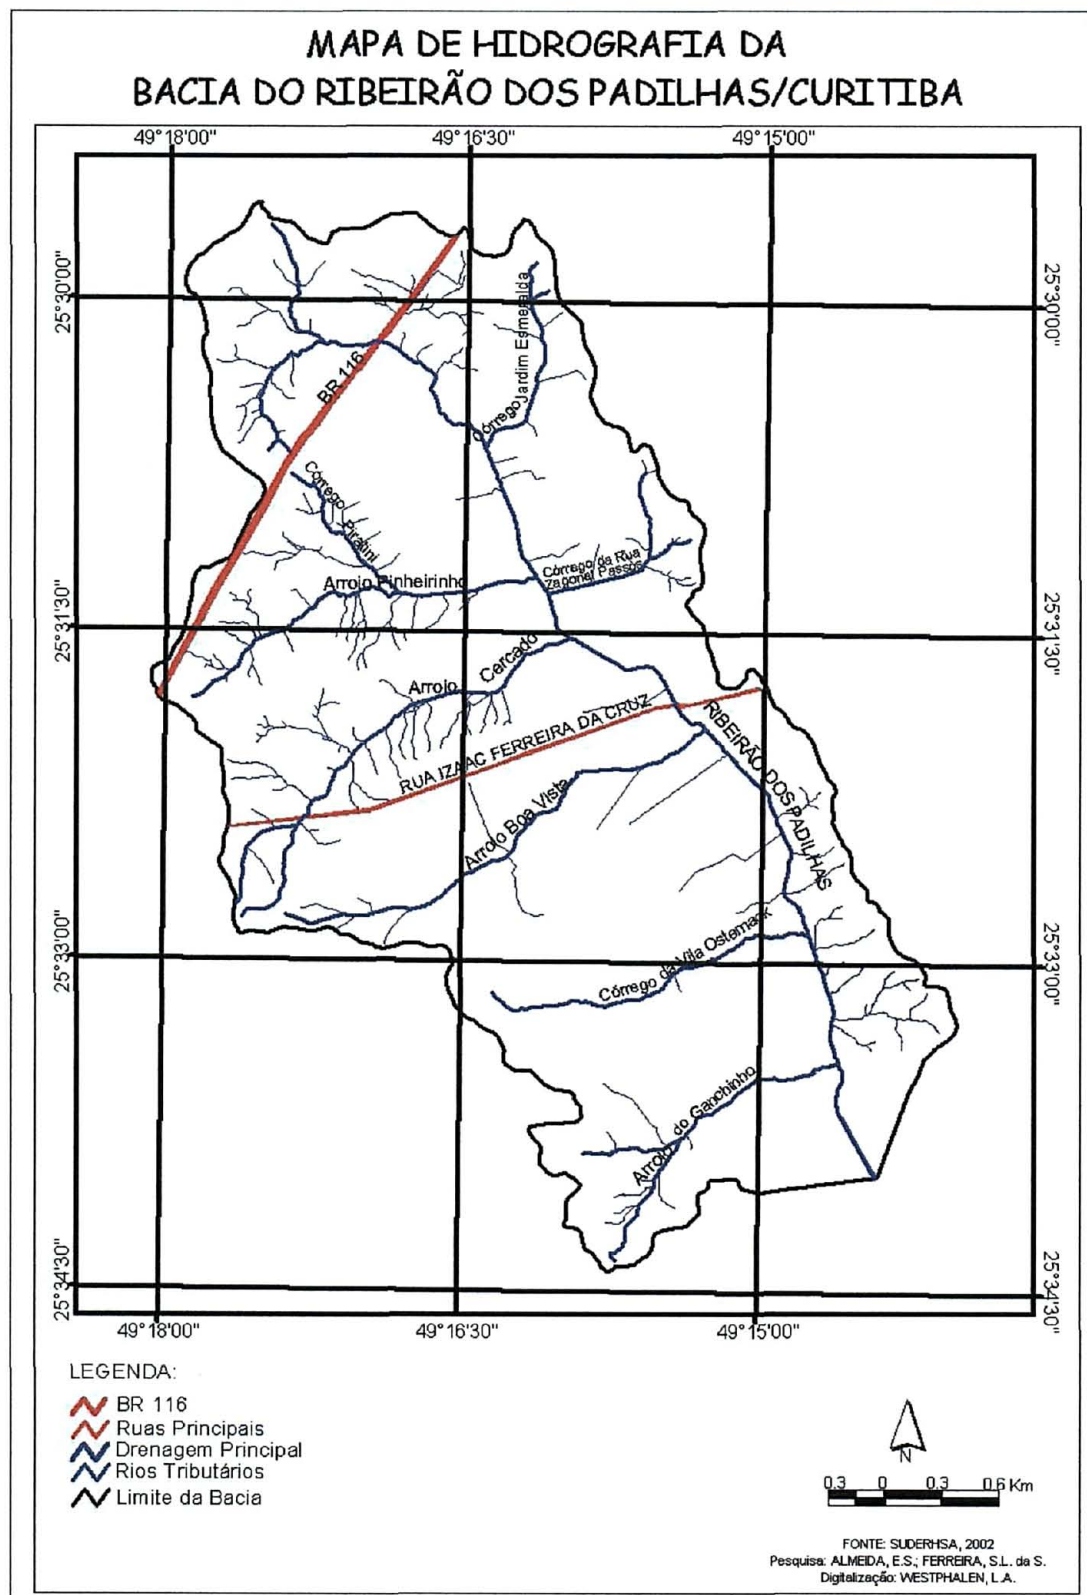 MAPA DE HIDROGRAFIA DA
BACIA DO RIBEIRÃO DOS PADILHAS/CURITIBA
49°18'00" 49°16'30" 49°15'00"
25°30'00" 25°30'00"
Jardim Esmeralda
Córrego
BR 116
Córrego Piratini
Córrego da Rua
Zagonal Passos
Arroio Pinheirinho
25°31'30" 25°31'30"
Arroio Cercado
RUA IZAAC FERREIRA DA CRUZ
RIBEIRÃO DOS PADILHAS
Arroio Boa Vista
Córrego da Vila Osternack
25°33'00" 25°33'00"
Arroio do Ganchinho
25°34'30" 25°34'30"
49°18'00" 49°16'30" 49°15'00"
LEGENDA:
BR 116
Ruas Principais
Drenagem Principal
Rios Tributários
Limite da Bacia
N
0.3 0 0.3 0.6 Km
FONTE: SUDERHSA, 2002
Pesquisa: ALMEIDA, E.S.; FERREIRA, S.L. da S.
Digitalização: WESTPHALEN, L.A.